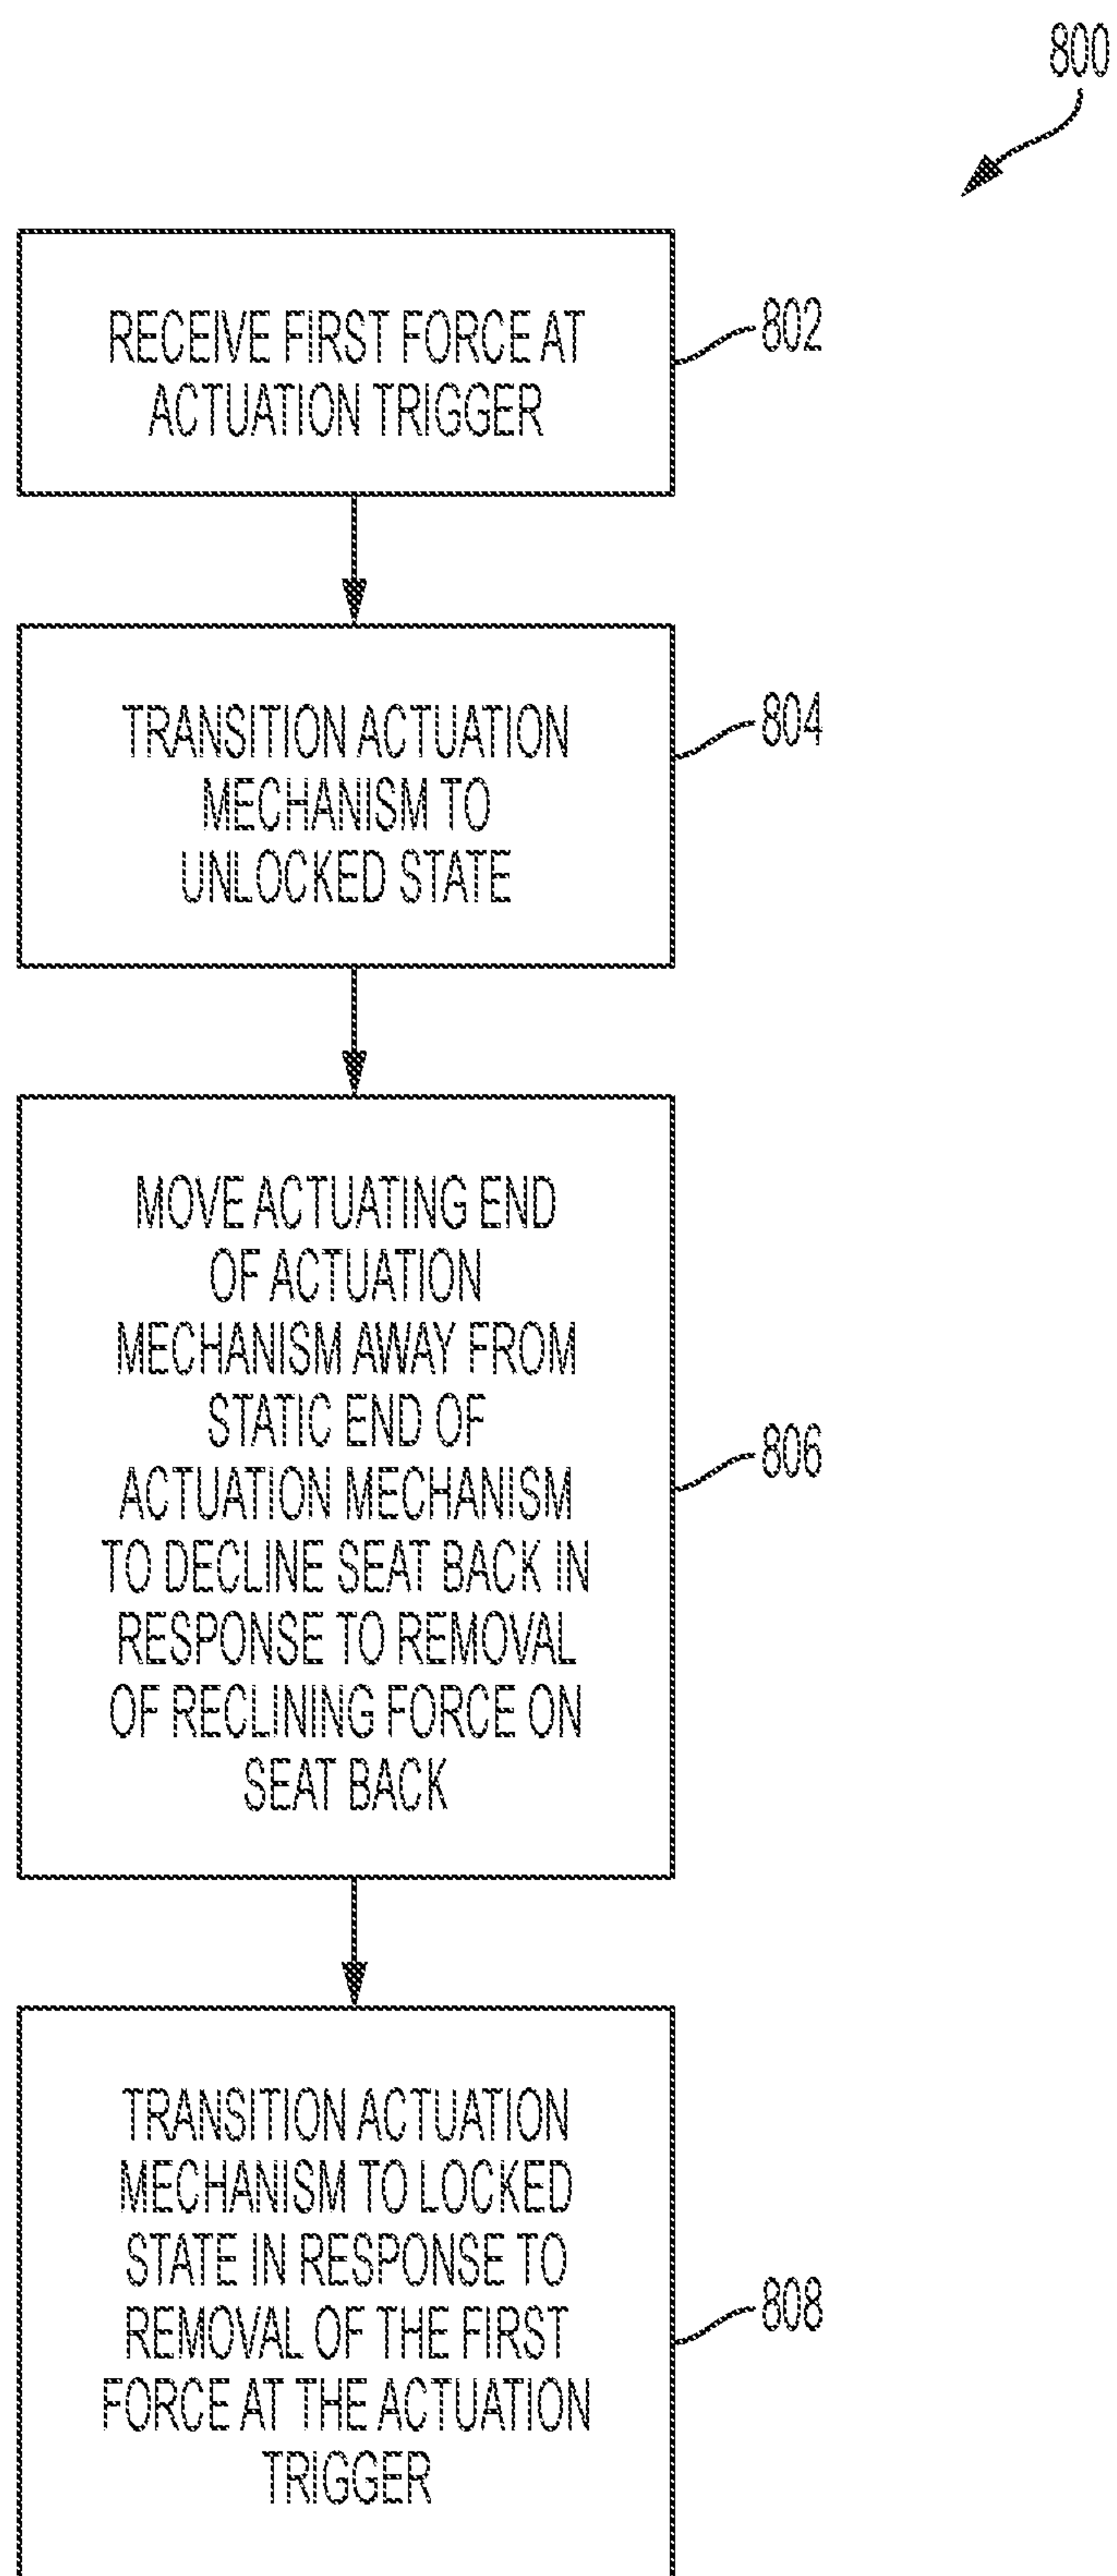 800
RECEIVE FIRST FORCE AT
ACTUATION TRIGGER
802
TRANSITION ACTUATION
MECHANISM TO
UNLOCKED STATE
804
MOVE ACTUATING END
OF ACTUATION
MECHANISM AWAY FROM
STATIC END OF
ACTUATION MECHANISM
TO DECLINE SEAT BACK IN
RESPONSE TO REMOVAL
OF RECLINING FORCE ON
SEAT BACK
806
TRANSITION ACTUATION
MECHANISM TO LOCKED
STATE IN RESPONSE TO
REMOVAL OF THE FIRST
FORCE AT THE ACTUATION
TRIGGER
808